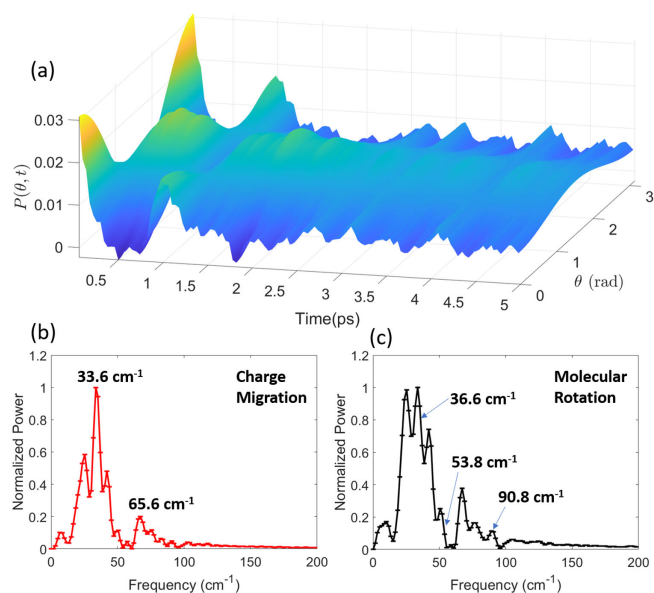 (a)
P(θ,t)
0.03
0.02
0.01
0
0.5
1
1.5
2
2.5
3
3.5
4
4.5
5
Time(ps)
0
1
2
3
θ (rad)
(b)
1.2
1
0.8
0.6
0.4
0.2
0
Normalized Power
33.6 cm⁻¹
Charge
Migration
65.6 cm⁻¹
0 50 100 150 200
Frequency (cm⁻¹)
(c)
1.2
1
0.8
0.6
0.4
0.2
0
Normalized Power
Molecular
Rotation
36.6 cm⁻¹
53.8 cm⁻¹
90.8 cm⁻¹
0 50 100 150 200
Frequency (cm⁻¹)